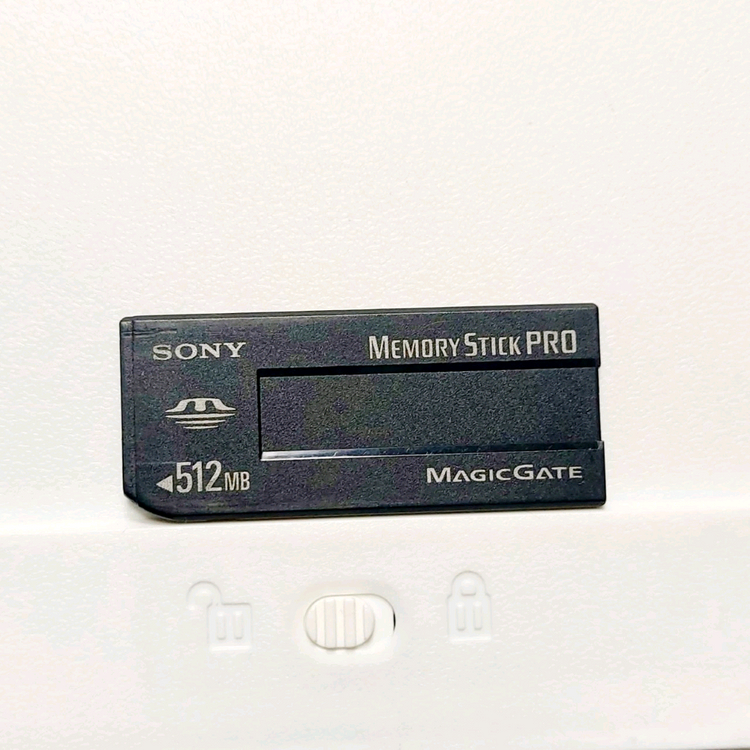 SONY
MEMORY STICK PRO
◀512MB
MAGICGATE